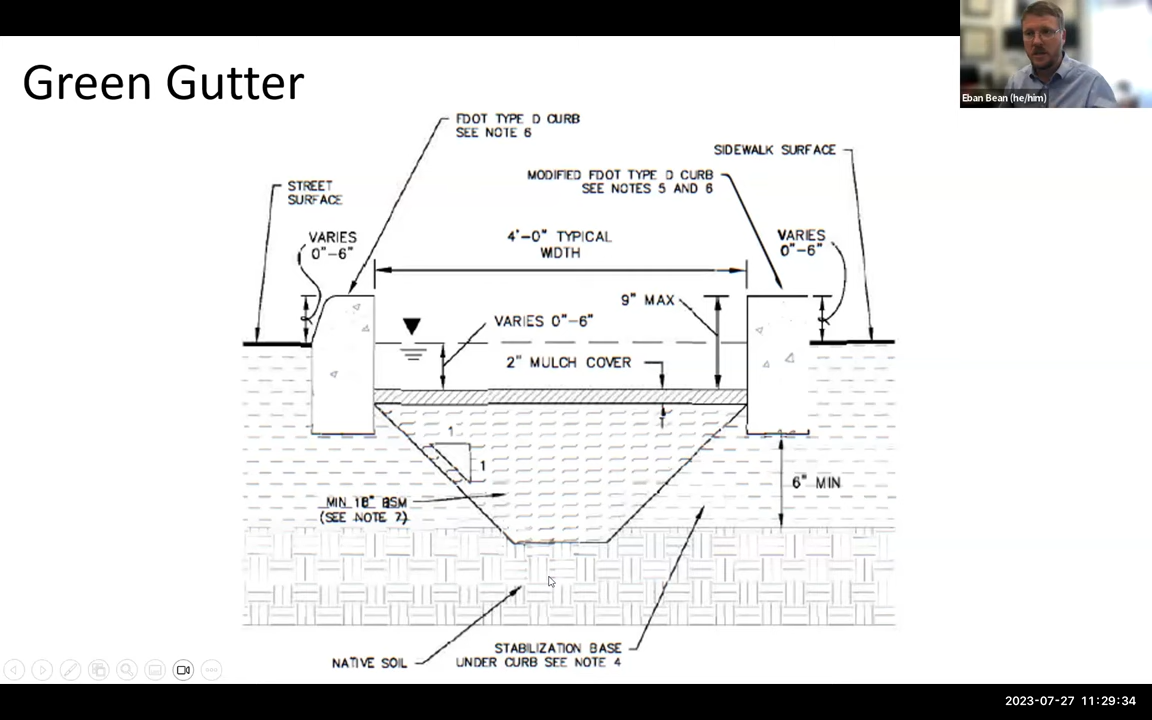 Green Gutter
Eban Bean (he/him)
FDOT TYPE D CURB
SEE NOTE 6
SIDEWALK SURFACE
MODIFIED FDOT TYPE D CURB
SEE NOTES 5 AND 6
STREET
SURFACE
VARIES
0"-6"
4'-0" TYPICAL
WIDTH
VARIES
0"-6"
9" MAX
VARIES 0"-6"
2" MULCH COVER
1
1
6" MIN
MIN 18" BSM
(SEE NOTE 7)
STABILIZATION BASE
UNDER CURB SEE NOTE 4
NATIVE SOIL
2023-07-27 11:29:34